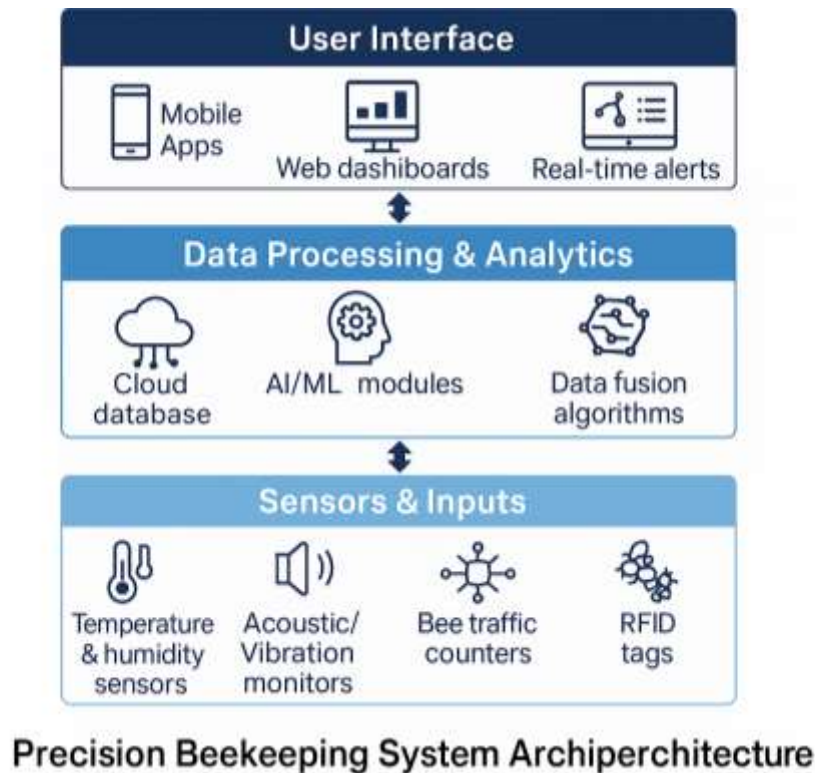 User Interface
Mobile
Apps
Web dashiboards
Real-time alerts
Data Processing & Analytics
Cloud
database
AI/ML modules
Data fusion
algorithms
Sensors & Inputs
Temperature
& humidity
sensors
Acoustic/
Vibration
monitors
Bee traffic
counters
RFID
tags
Precision Beekeeping System Archiperchitecture